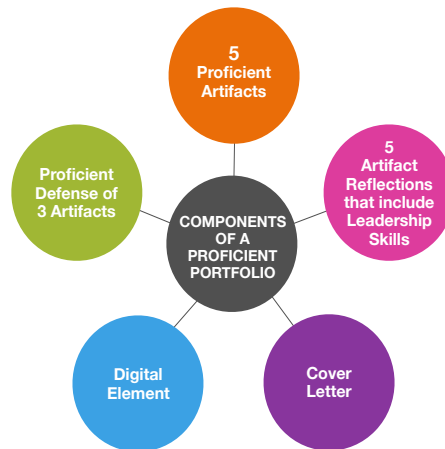 5
Proficient
Artifacts
5
Artifact
Reflections
that include
Leadership
Skills
Proficient
Defense of
3 Artifacts
COMPONENTS
OF A
PROFICIENT
PORTFOLIO
Digital
Element
Cover
Letter